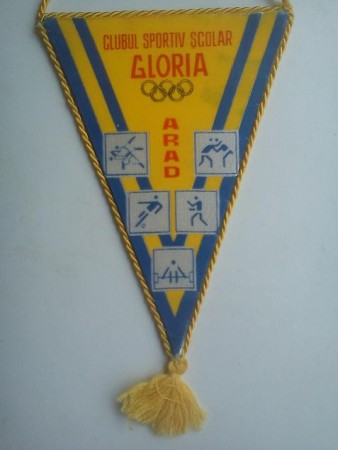 CLUBUL SPORTIV ȘCOLAR
GLORIA
ARAD